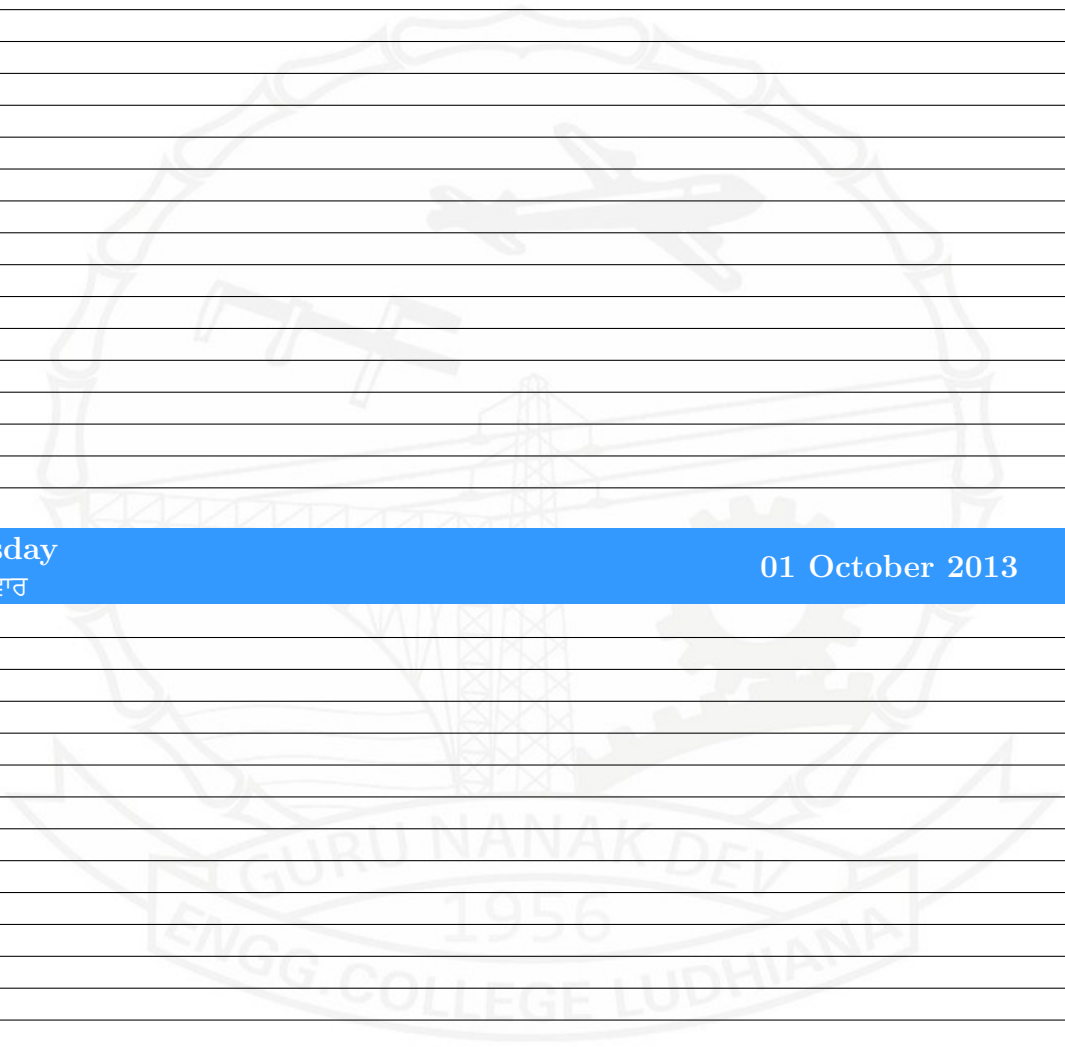 sday
01 October 2013
ਵਾਰ
GURU NANAK DEV
1956
ENGG. COLLEGE LUDHIANA